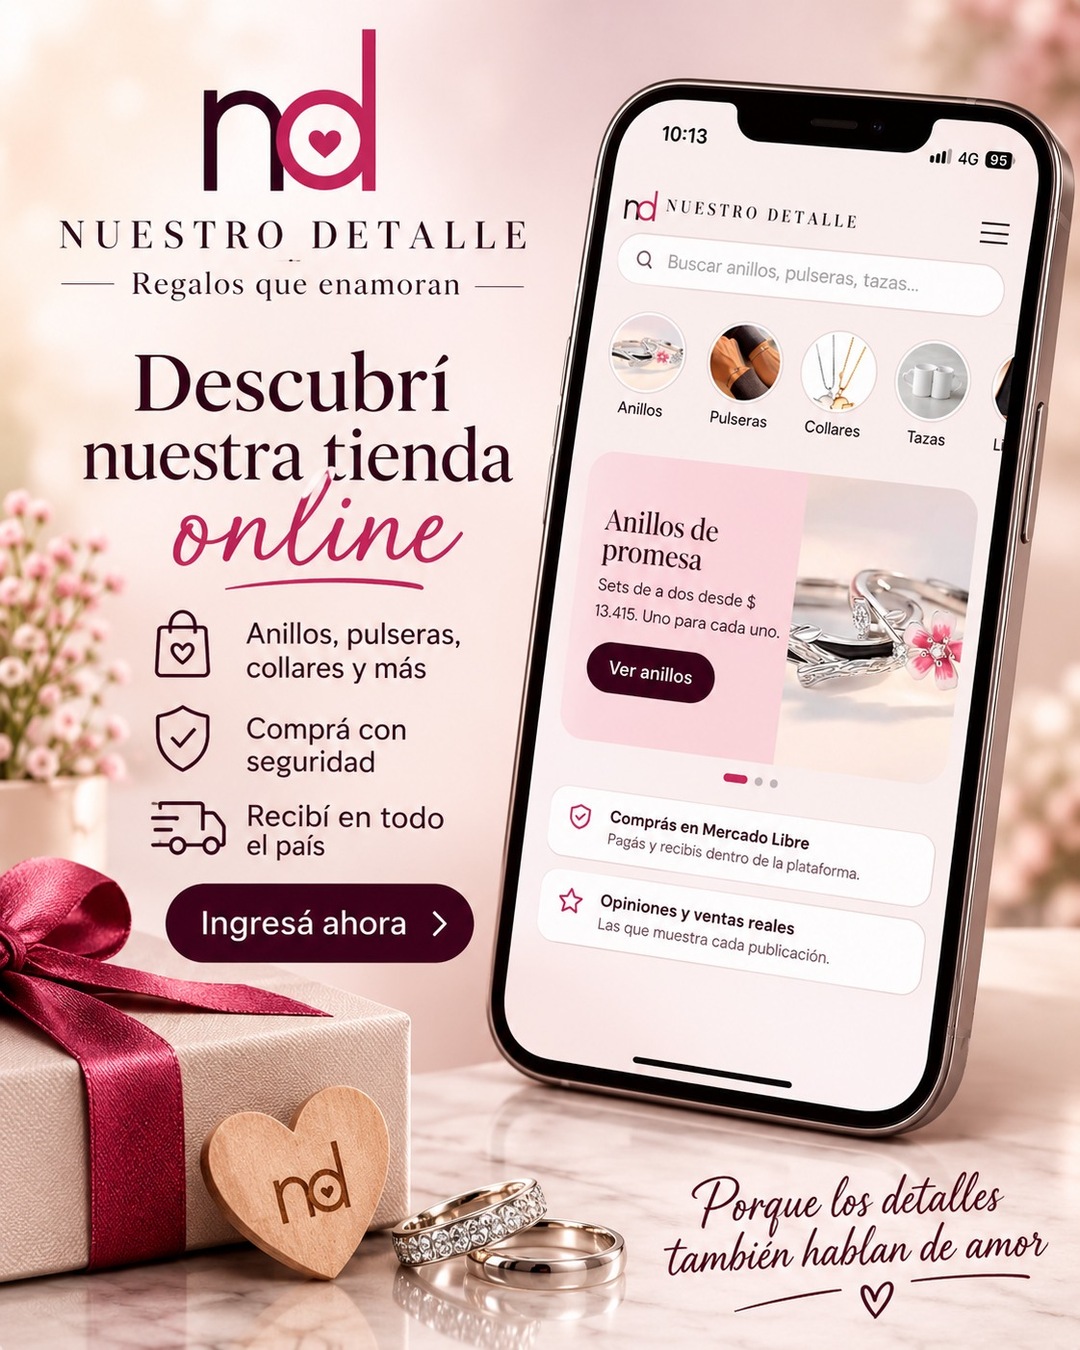 nd
NUESTRO DETALLE
Regalos que enamoran
Descubrí
nuestra tienda
online
Anillos, pulseras,
collares y más
Comprá con
seguridad
Recibí en todo
el país
Ingresá ahora
10:13
4G 95
nd NUESTRO DETALLE
Buscar anillos, pulseras, tazas...
Anillos
Pulseras
Collares
Tazas
Li
Anillos de
promesa
Sets de a dos desde $
13.415. Uno para cada uno.
Ver anillos
Comprás en Mercado Libre
Pagás y recibis dentro de la plataforma.
Opiniones y ventas reales
Las que muestra cada publicación.
nd
Porque los detalles
también hablan de amor